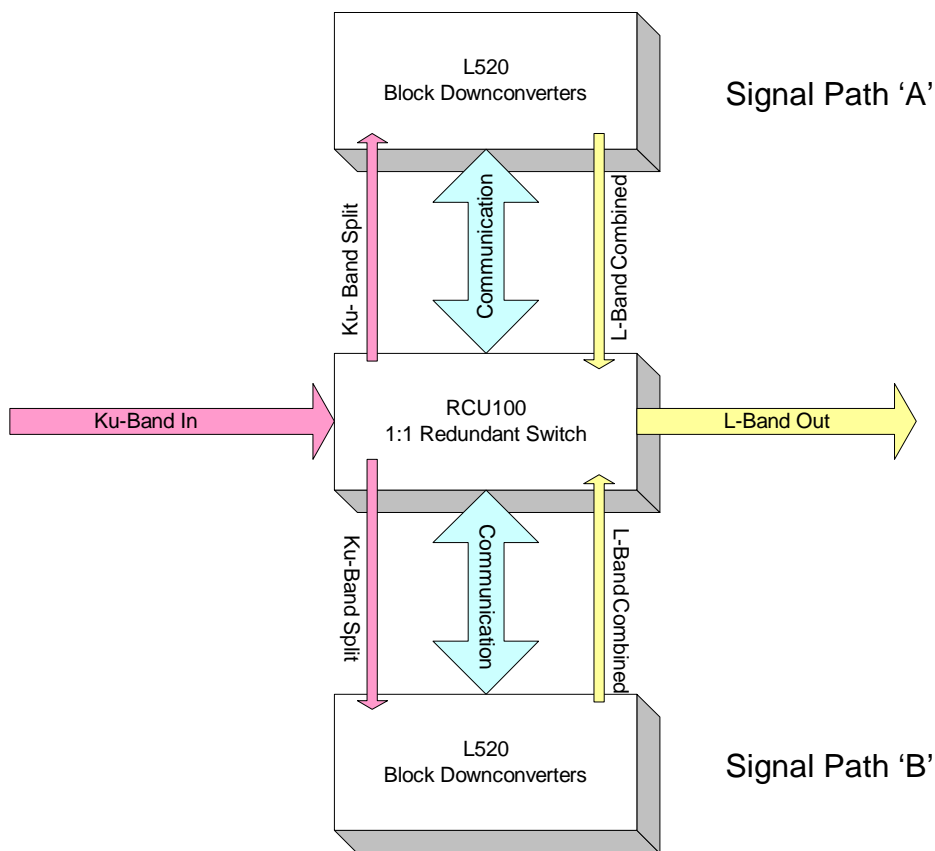 L520
Block Downconverters
Signal Path ‘A’
Ku- Band Split
Communication
L-Band Combined
Ku-Band In
RCU100
1:1 Redundant Switch
L-Band Out
Ku-Band Split
Communication
L-Band Combined
L520
Block Downconverters
Signal Path ‘B’